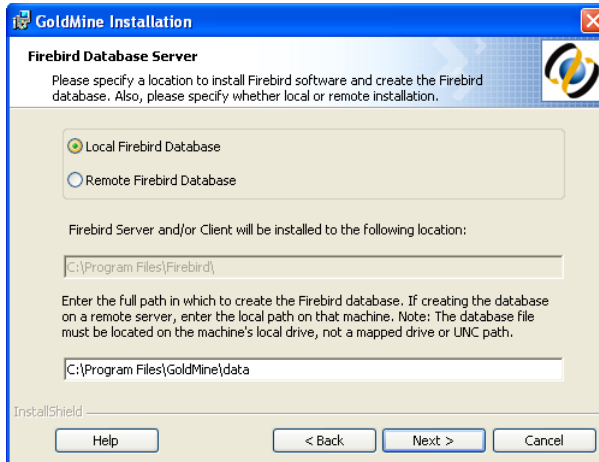 GoldMine Installation
Firebird Database Server
Please specify a location to install Firebird software and create the Firebird
database. Also, please specify whether local or remote installation.
Local Firebird Database
Remote Firebird Database
Firebird Server and/or Client will be installed to the following location:
C:\Program Files\Firebird\
Enter the full path in which to create the Firebird database. If creating the database
on a remote server, enter the local path on that machine. Note: The database file
must be located on the machine's local drive, not a mapped drive or UNC path.
C:\Program Files\GoldMine\data
InstallShield
Help < Back Next > Cancel